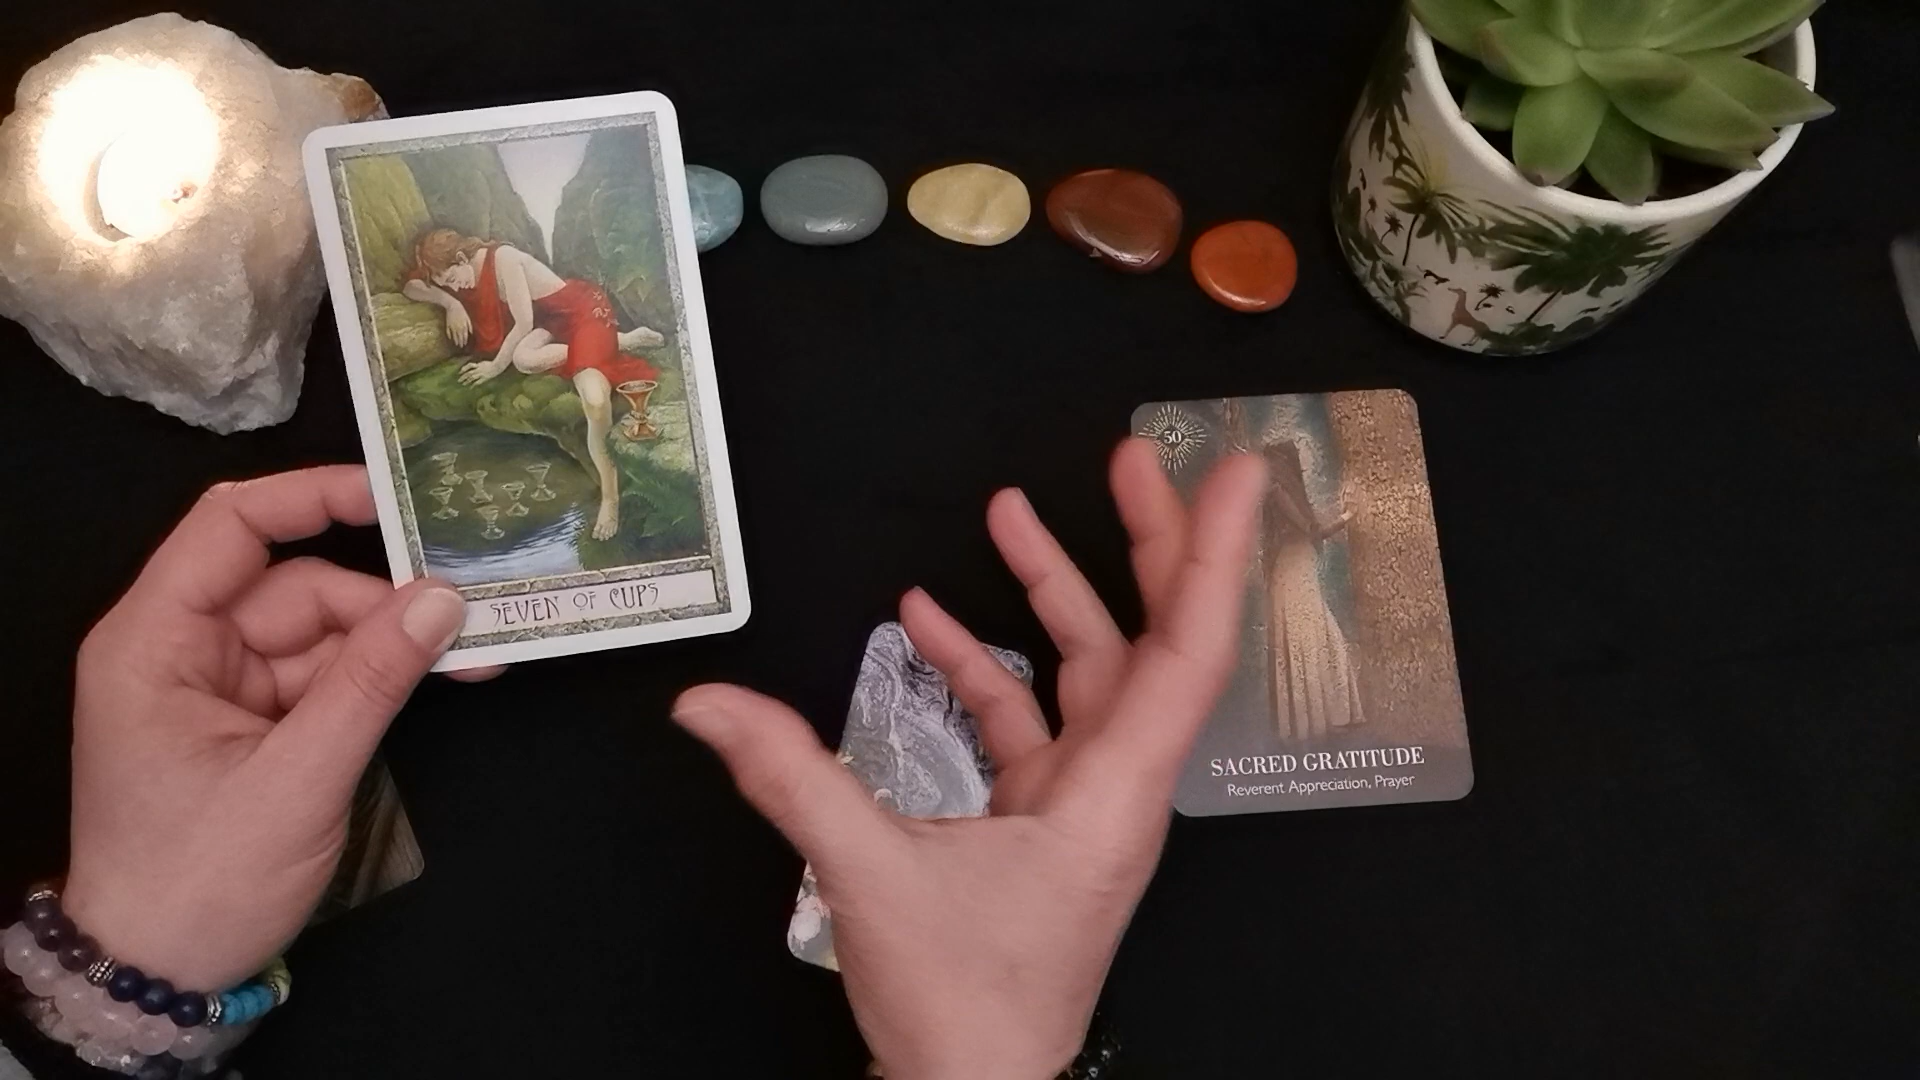 SEVEN OF CUPS
50
SACRED GRATITUDE
Reverent Appreciation, Prayer